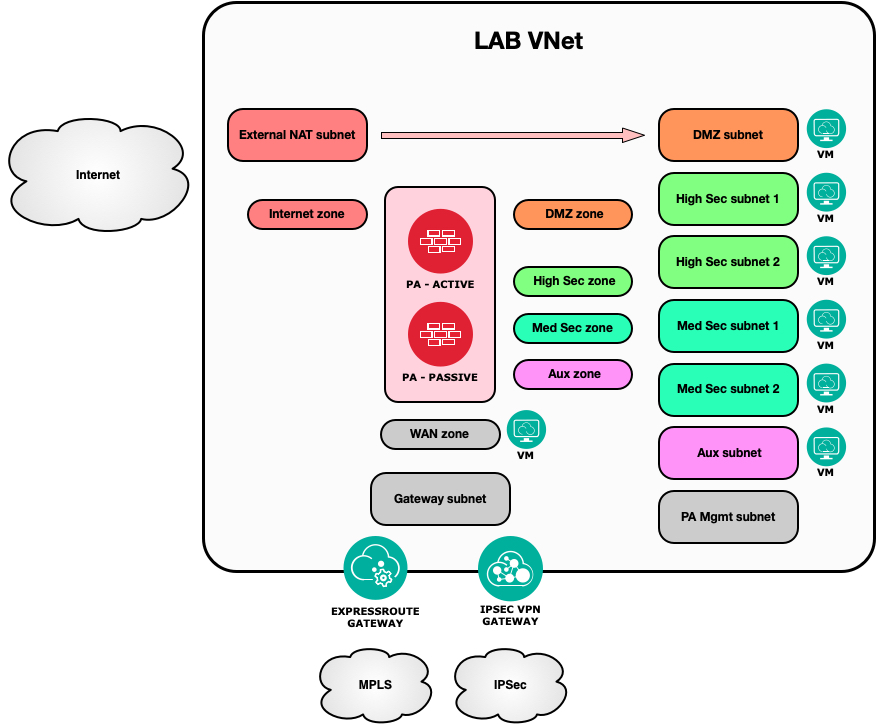 LAB VNet
External NAT subnet
DMZ subnet
VM
Internet
High Sec subnet 1
VM
Internet zone
DMZ zone
High Sec subnet 2
VM
PA - ACTIVE
High Sec zone
Med Sec zone
Med Sec subnet 1
VM
PA - PASSIVE
Aux zone
Med Sec subnet 2
VM
WAN zone
VM
Aux subnet
VM
Gateway subnet
PA Mgmt subnet
EXPRESSROUTE
GATEWAY
IPSEC VPN
GATEWAY
MPLS
IPSec